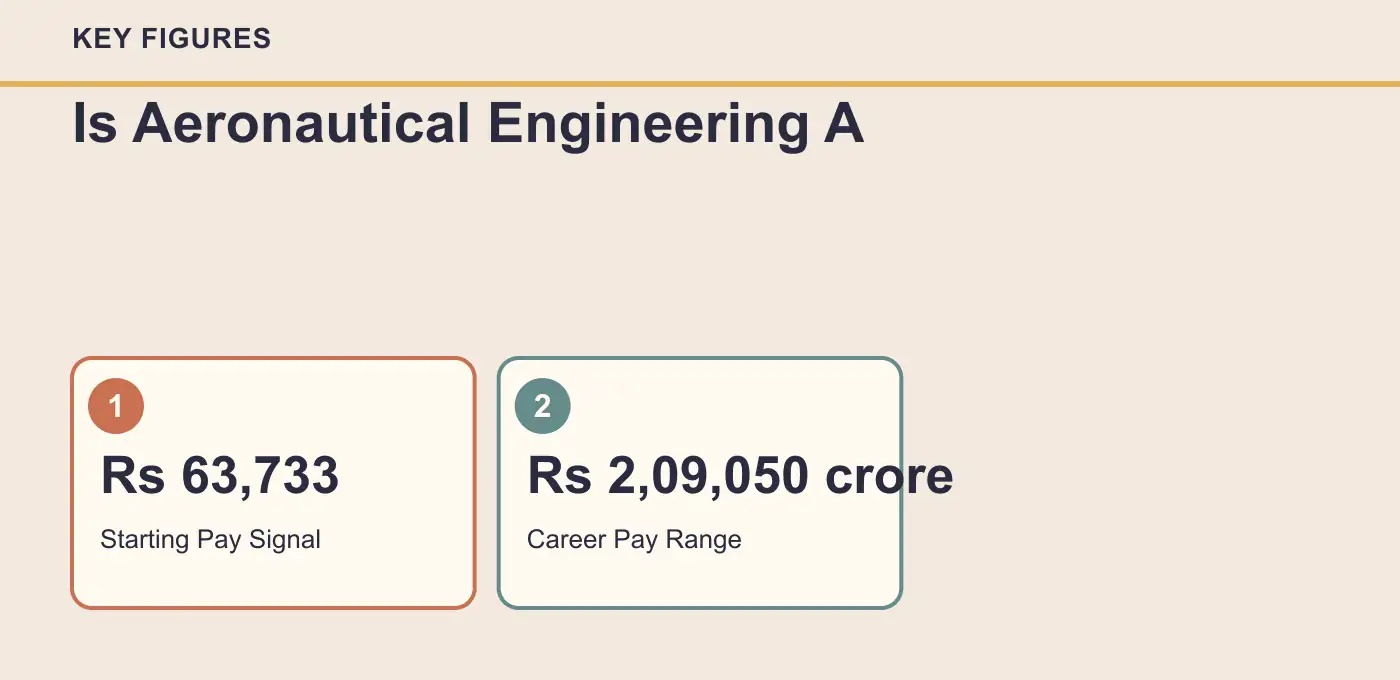 KEY FIGURES
Is Aeronautical Engineering A
1
Rs 63,733
Starting Pay Signal
2
Rs 2,09,050 crore
Career Pay Range